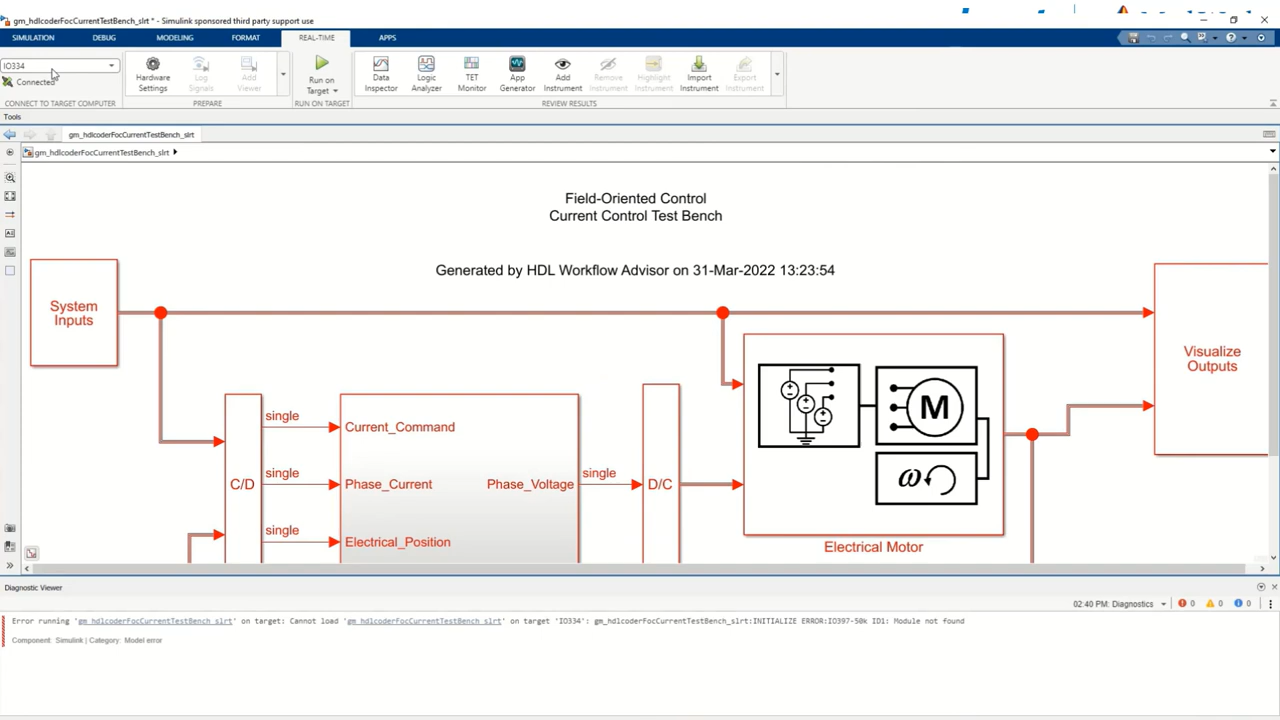 gm_hdlcoderFocCurrentTestBench_slrt * - Simulink sponsored third party support use
SIMULATION DEBUG MODELING FORMAT REAL-TIME APPS
IO334
Connected
Hardware Settings
Log Signals
Add Viewer
Run on Target
Data Inspector
Logic Analyzer
TET Monitor
App Generator
Add Instrument
Remove Instrument
Highlight Instrument
Import Instrument
Export Instrument
CONNECT TO TARGET COMPUTER PREPARE RUN ON TARGET REVIEW RESULTS
Tools
gm_hdlcoderFocCurrentTestBench_slrt
gm_hdlcoderFocCurrentTestBench_slrt
Field-Oriented Control
Current Control Test Bench
Generated by HDL Workflow Advisor on 31-Mar-2022 13:23:54
System
Inputs
Visualize
Outputs
M
ω
single
Current_Command
C/D
single
Phase_Current
Phase_Voltage
single
D/C
single
Electrical_Position
Electrical Motor
Diagnostic Viewer
02:40 PM: Diagnostics 0 0 0
Error running 'gm_hdlcoderFocCurrentTestBench_slrt' on target: Cannot load 'gm_hdlcoderFocCurrentTestBench_slrt' on target 'IO334': gm_hdlcoderFocCurrentTestBench_slrt:INITIALIZE ERROR:IO397-50k ID1: Module not found
Component: Simulink | Category: Model error